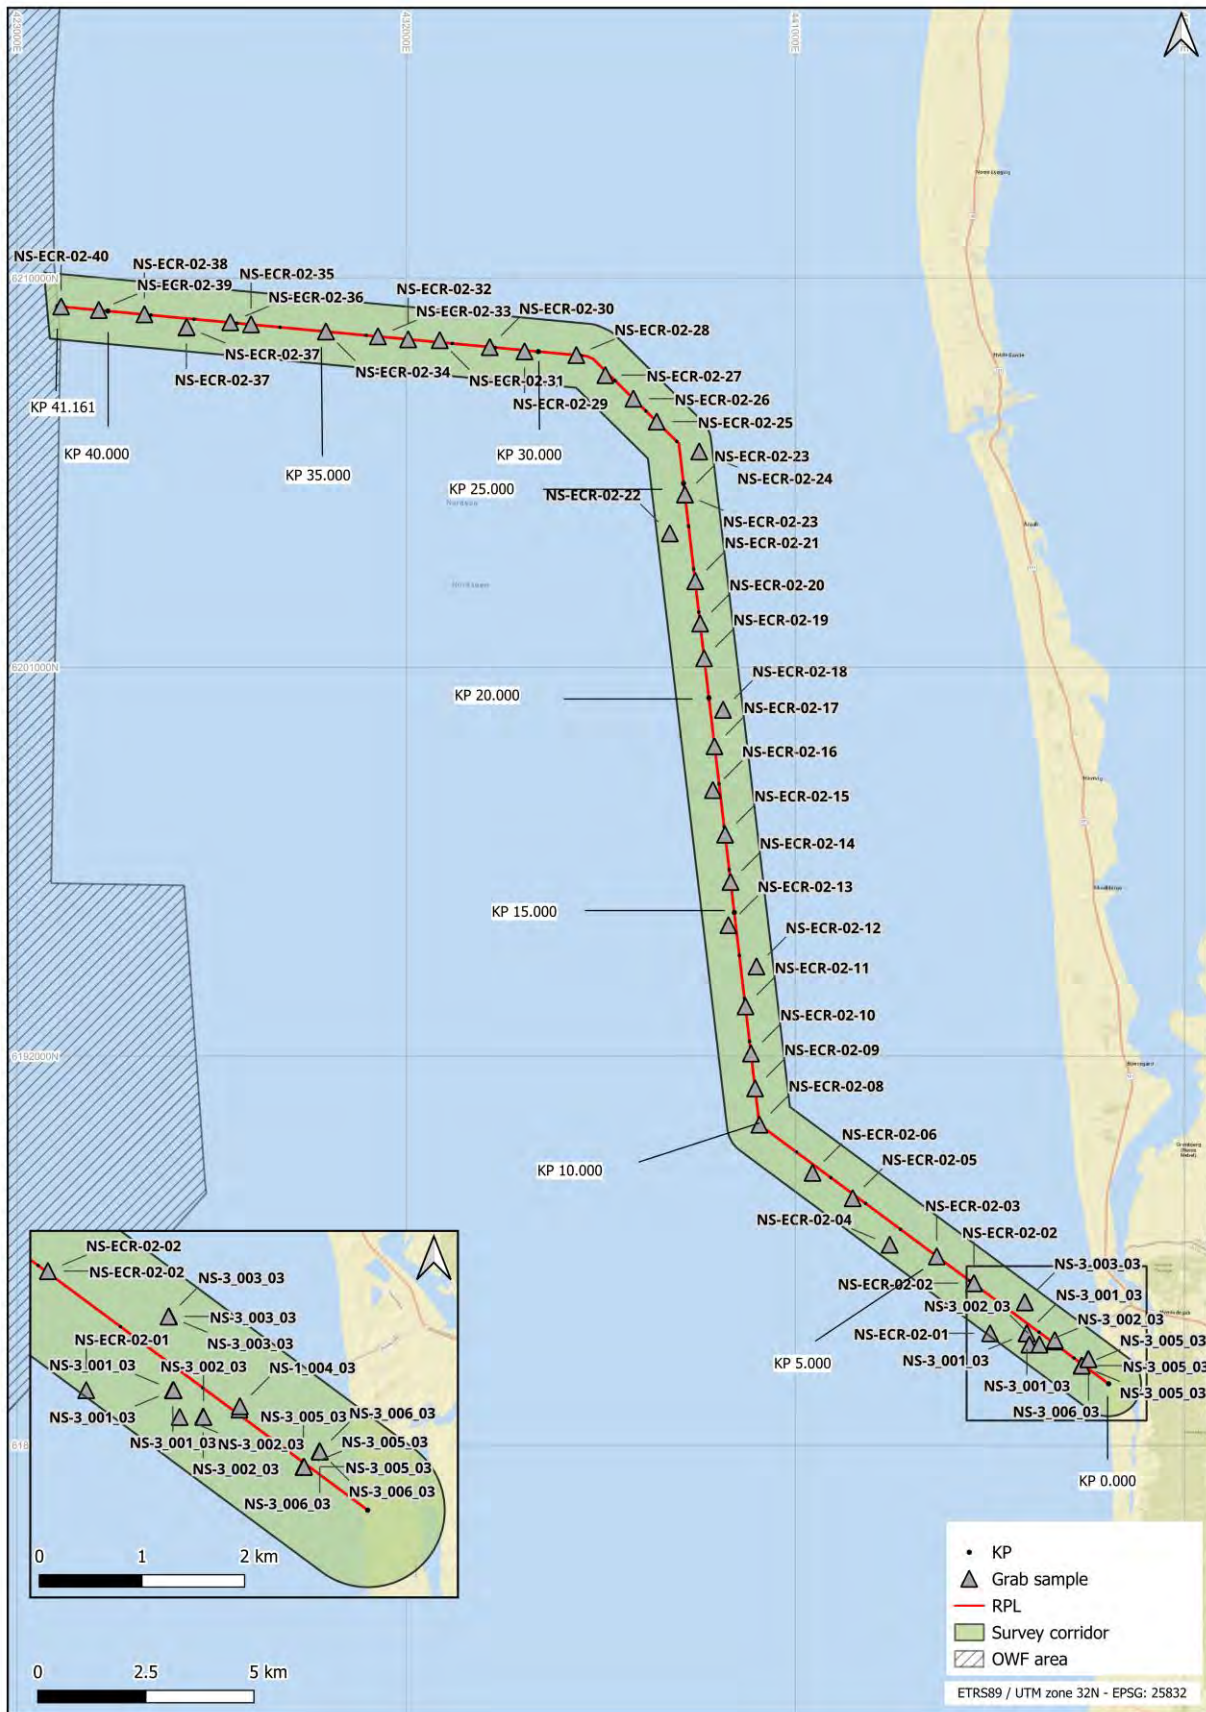 423000E
432000E
441000E
NS-ECR-02-40
NS-ECR-02-38
NS-ECR-02-39
NS-ECR-02-35
NS-ECR-02-36
NS-ECR-02-32
NS-ECR-02-33
NS-ECR-02-30
NS-ECR-02-28
6210000N
NS-ECR-02-37
NS-ECR-02-37
NS-ECR-02-34
NS-ECR-02-31
NS-ECR-02-29
NS-ECR-02-27
NS-ECR-02-26
NS-ECR-02-25
KP 41.161
KP 40.000
KP 35.000
KP 30.000
NS-ECR-02-23
NS-ECR-02-24
KP 25.000
NS-ECR-02-22
NS-ECR-02-23
NS-ECR-02-21
NS-ECR-02-20
NS-ECR-02-19
6201000N
NS-ECR-02-18
KP 20.000
NS-ECR-02-17
NS-ECR-02-16
NS-ECR-02-15
NS-ECR-02-14
NS-ECR-02-13
KP 15.000
NS-ECR-02-12
NS-ECR-02-11
NS-ECR-02-10
6192000N
NS-ECR-02-09
NS-ECR-02-08
NS-ECR-02-06
KP 10.000
NS-ECR-02-05
NS-ECR-02-03
NS-ECR-02-04
NS-ECR-02-02
NS-3_003_03
NS-ECR-02-02
NS-3_002_03
NS-3_001_03
NS-3_002_03
NS-ECR-02-01
NS-3_005_03
NS-3_001_03
KP 5.000
NS-3_005_03
NS-3_001_03
NS-3_005_03
NS-3_006_03
KP 0.000
NS-ECR-02-02
NS-ECR-02-02
NS-3_003_03
NS-3_003_03
NS-3_003_03
NS-ECR-02-01
NS-3_001_03
NS-3_002_03
NS-1_004_03
NS-3_001_03
NS-3_005_03
NS-3_006_03
NS-3_001_03
NS-3_002_03
NS-3_005_03
NS-3_002_03
NS-3_005_03
NS-3_006_03
NS-3_006_03
0 1 2 km
0 2.5 5 km
KP
Grab sample
RPL
Survey corridor
OWF area
ETRS89 / UTM zone 32N - EPSG: 25832